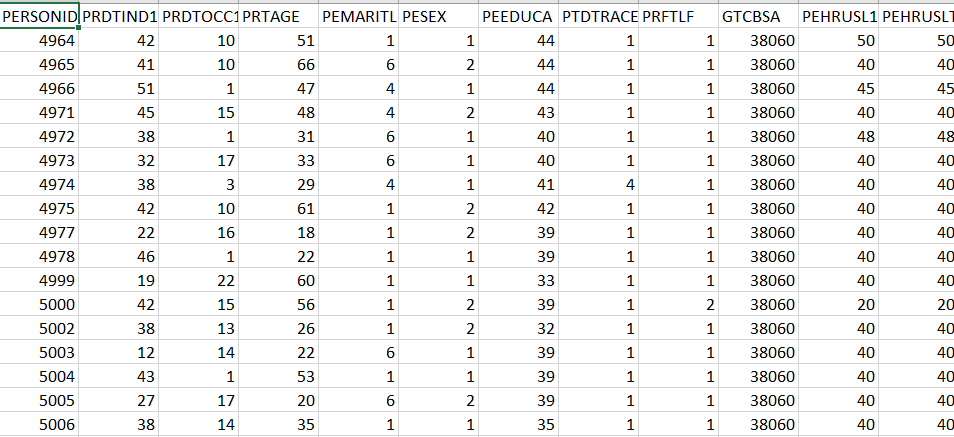 PERSONID PRDTIND1 PRDTOCC1 PRTAGE PEMARITL PESEX PEEDUCA PTDTRACE PRFTLF GTCBSA PEHRUSL1 PEHRUSLT
4964 42 10 51 1 1 44 1 1 38060 50 50
4965 41 10 66 6 2 44 1 1 38060 40 40
4966 51 1 47 4 1 44 1 1 38060 45 45
4971 45 15 48 4 2 43 1 1 38060 40 40
4972 38 1 31 6 1 40 1 1 38060 48 48
4973 32 17 33 6 1 40 1 1 38060 40 40
4974 38 3 29 4 1 41 4 1 38060 40 40
4975 42 10 61 1 2 42 1 1 38060 40 40
4977 22 16 18 1 2 39 1 1 38060 40 40
4978 46 1 22 1 1 39 1 1 38060 40 40
4999 19 22 60 1 1 33 1 1 38060 40 40
5000 42 15 56 1 2 39 1 2 38060 20 20
5002 38 13 26 1 2 32 1 1 38060 40 40
5003 12 14 22 6 1 39 1 1 38060 40 40
5004 43 1 53 1 1 39 1 1 38060 40 40
5005 27 17 20 6 2 39 1 1 38060 40 40
5006 38 14 35 1 1 35 1 1 38060 40 40